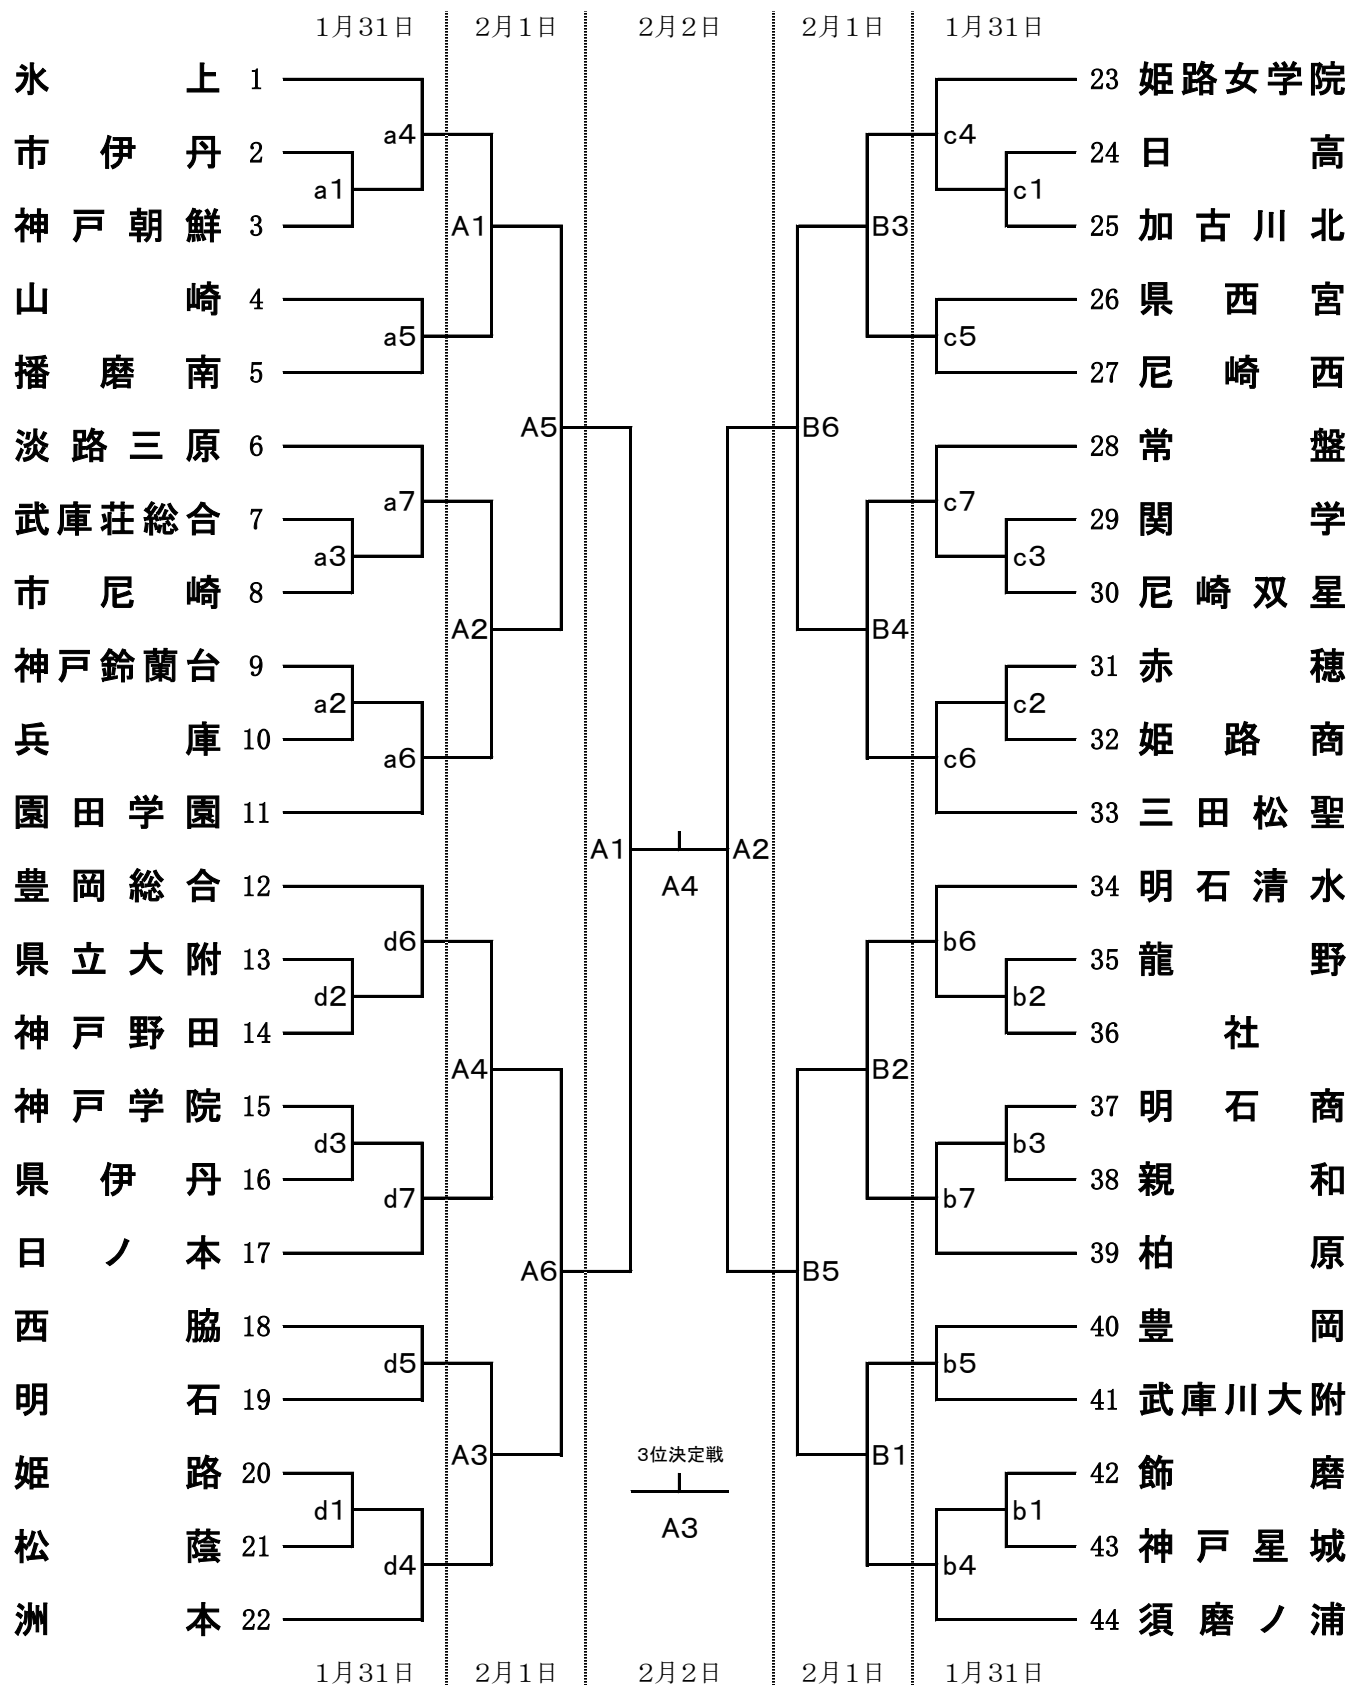 1月31日 2月1日 2月2日 2月1日 1月31日
氷上 1
市伊丹 2
神戸朝鮮 3
山崎 4
播磨南 5
淡路三原 6
武庫荘総合 7
市尼崎 8
神戸鈴蘭台 9
兵庫 10
園田学園 11
豊岡総合 12
県立大附 13
神戸野田 14
神戸学院 15
県伊丹 16
日ノ本 17
西脇 18
明石 19
姫路 20
松蔭 21
洲本 22
a4
a1
a5
a7
a3
a2
a6
d6
d2
d3
d7
d5
d1
d4
A1
A2
A4
A3
A5
A6
A1
A4
A2
3位決定戦
A3
B6
B5
B3
B4
B2
B1
c4
c1
c5
c7
c3
c2
c6
b6
b2
b3
b7
b5
b1
b4
23 姫路女学院
24 日高
25 加古川北
26 県西宮
27 尼崎西
28 常盤
29 関学
30 尼崎双星
31 赤穂
32 姫路商
33 三田松聖
34 明石清水
35 龍野
36 社
37 明石商
38 親和
39 柏原
40 豊岡
41 武庫川大附
42 飾磨
43 神戸星城
44 須磨ノ浦
1月31日 2月1日 2月2日 2月1日 1月31日